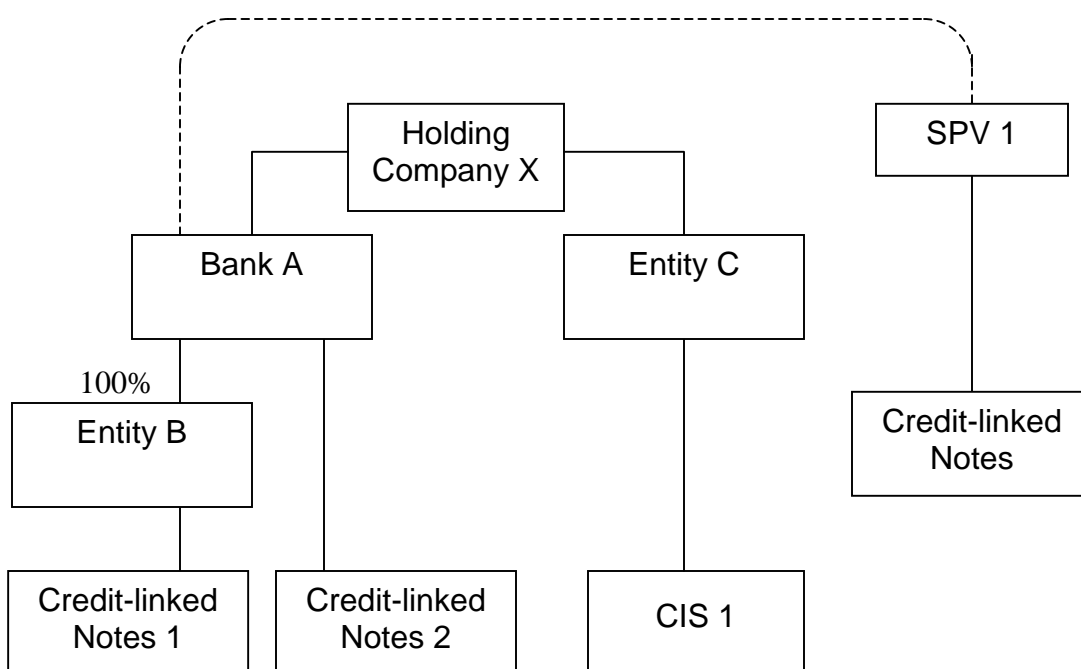 Holding
Company X
SPV 1
Bank A
Entity C
100%
Entity B
Credit-linked
Notes
Credit-linked
Notes 1
Credit-linked
Notes 2
CIS 1